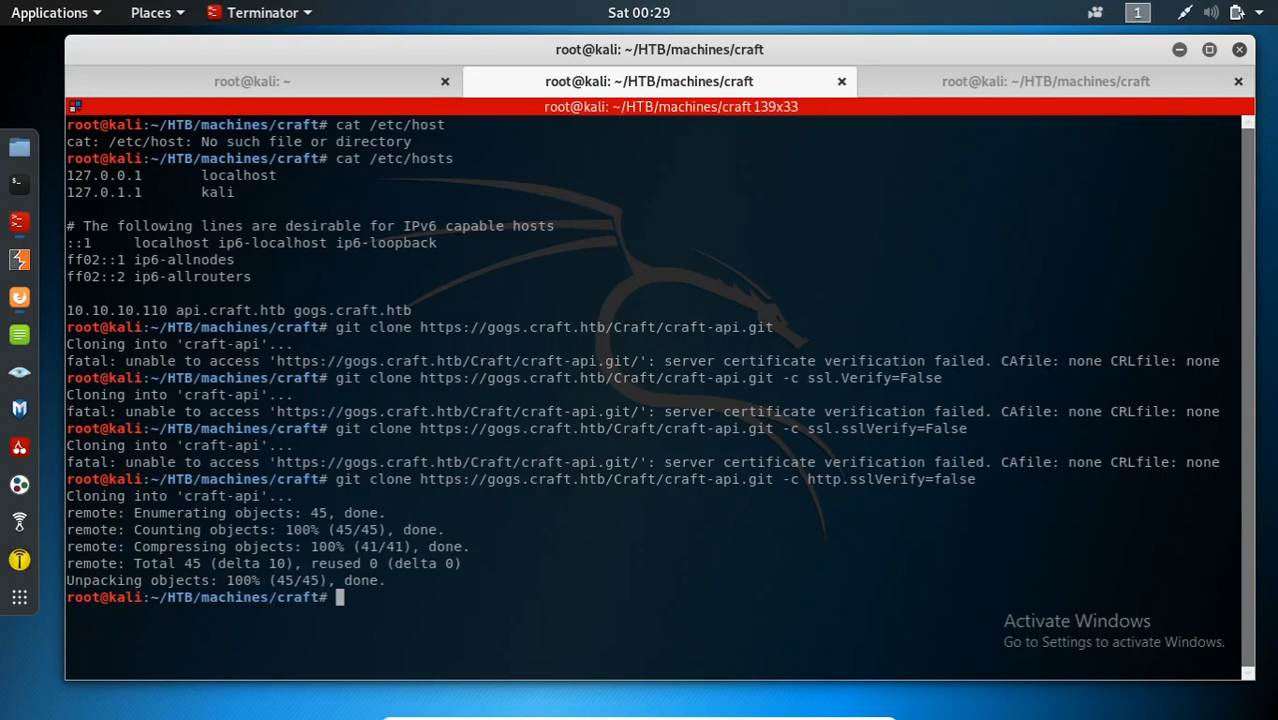 Applications Places Terminator Sat 00:29 1
root@kali: ~/HTB/machines/craft
root@kali: ~ root@kali: ~/HTB/machines/craft root@kali: ~/HTB/machines/craft
root@kali: ~/HTB/machines/craft 139x33
root@kali:~/HTB/machines/craft# cat /etc/host
cat: /etc/host: No such file or directory
root@kali:~/HTB/machines/craft# cat /etc/hosts
127.0.0.1 localhost
127.0.1.1 kali
# The following lines are desirable for IPv6 capable hosts
::1 localhost ip6-localhost ip6-loopback
ff02::1 ip6-allnodes
ff02::2 ip6-allrouters
10.10.10.110 api.craft.htb gogs.craft.htb
root@kali:~/HTB/machines/craft# git clone https://gogs.craft.htb/Craft/craft-api.git
Cloning into 'craft-api'...
fatal: unable to access 'https://gogs.craft.htb/Craft/craft-api.git/': server certificate verification failed. CAfile: none CRLfile: none
root@kali:~/HTB/machines/craft# git clone https://gogs.craft.htb/Craft/craft-api.git -c ssl.Verify=False
Cloning into 'craft-api'...
fatal: unable to access 'https://gogs.craft.htb/Craft/craft-api.git/': server certificate verification failed. CAfile: none CRLfile: none
root@kali:~/HTB/machines/craft# git clone https://gogs.craft.htb/Craft/craft-api.git -c ssl.sslVerify=False
Cloning into 'craft-api'...
fatal: unable to access 'https://gogs.craft.htb/Craft/craft-api.git/': server certificate verification failed. CAfile: none CRLfile: none
root@kali:~/HTB/machines/craft# git clone https://gogs.craft.htb/Craft/craft-api.git -c http.sslVerify=false
Cloning into 'craft-api'...
remote: Enumerating objects: 45, done.
remote: Counting objects: 100% (45/45), done.
remote: Compressing objects: 100% (41/41), done.
remote: Total 45 (delta 10), reused 0 (delta 0)
Unpacking objects: 100% (45/45), done.
root@kali:~/HTB/machines/craft#
Activate Windows
Go to Settings to activate Windows.